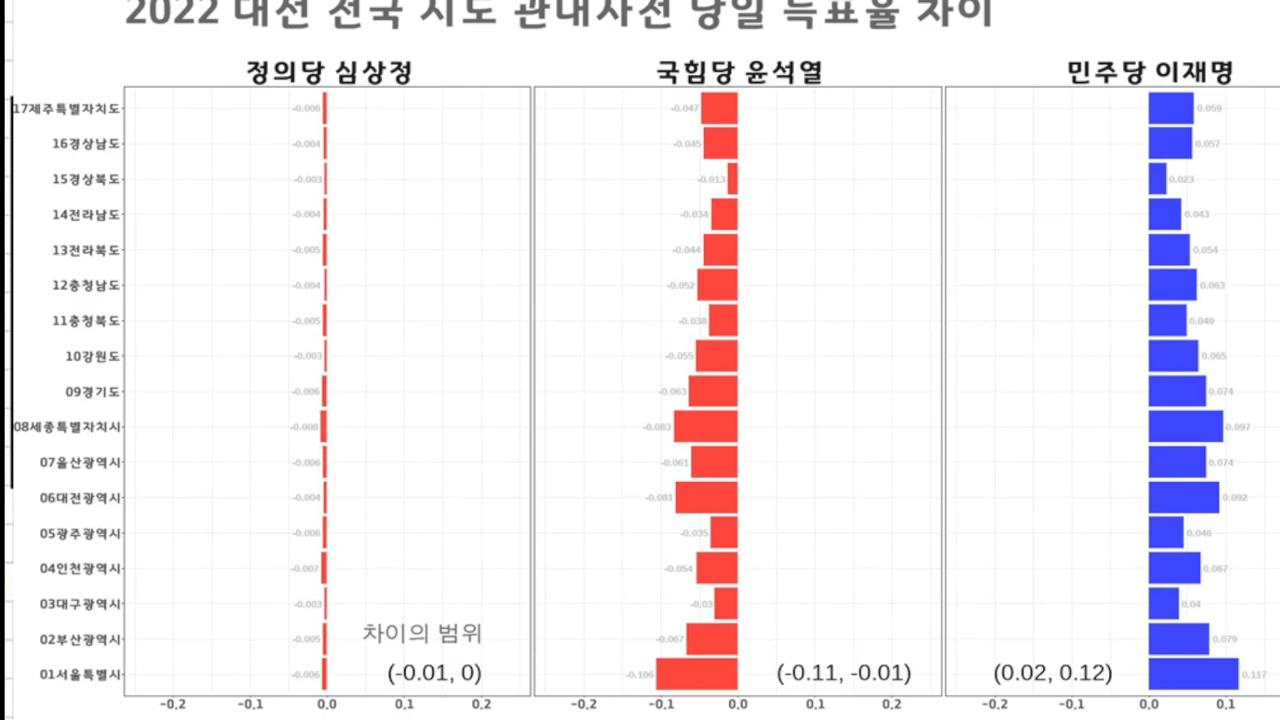 2022 대선 전국 시도 관내사전 당일 득표율 차이
정의당 심상정 국힘당 윤석열 민주당 이재명
17제주특별자치도 -0.006 -0.047 0.059
16경상남도 -0.004 -0.045 0.057
15경상북도 -0.003 -0.013 0.023
14전라남도 -0.004 -0.034 0.043
13전라북도 -0.005 -0.044 0.054
12충청남도 -0.004 -0.052 0.063
11충청북도 -0.005 -0.038 0.049
10강원도 -0.003 -0.055 0.065
09경기도 -0.006 -0.063 0.074
08세종특별자치시 -0.008 -0.083 0.097
07울산광역시 -0.006 -0.061 0.074
06대전광역시 -0.004 -0.081 0.092
05광주광역시 -0.006 -0.035 0.046
04인천광역시 -0.007 -0.054 0.067
03대구광역시 -0.003 -0.03 0.04
02부산광역시 -0.005 차이의 범위 -0.067 0.079
01서울특별시 -0.006 (-0.01, 0) -0.106 (-0.11, -0.01) (0.02, 0.12) 0.117
-0.2 -0.1 0.0 0.1 0.2 -0.2 -0.1 0.0 0.1 0.2 -0.2 -0.1 0.0 0.1